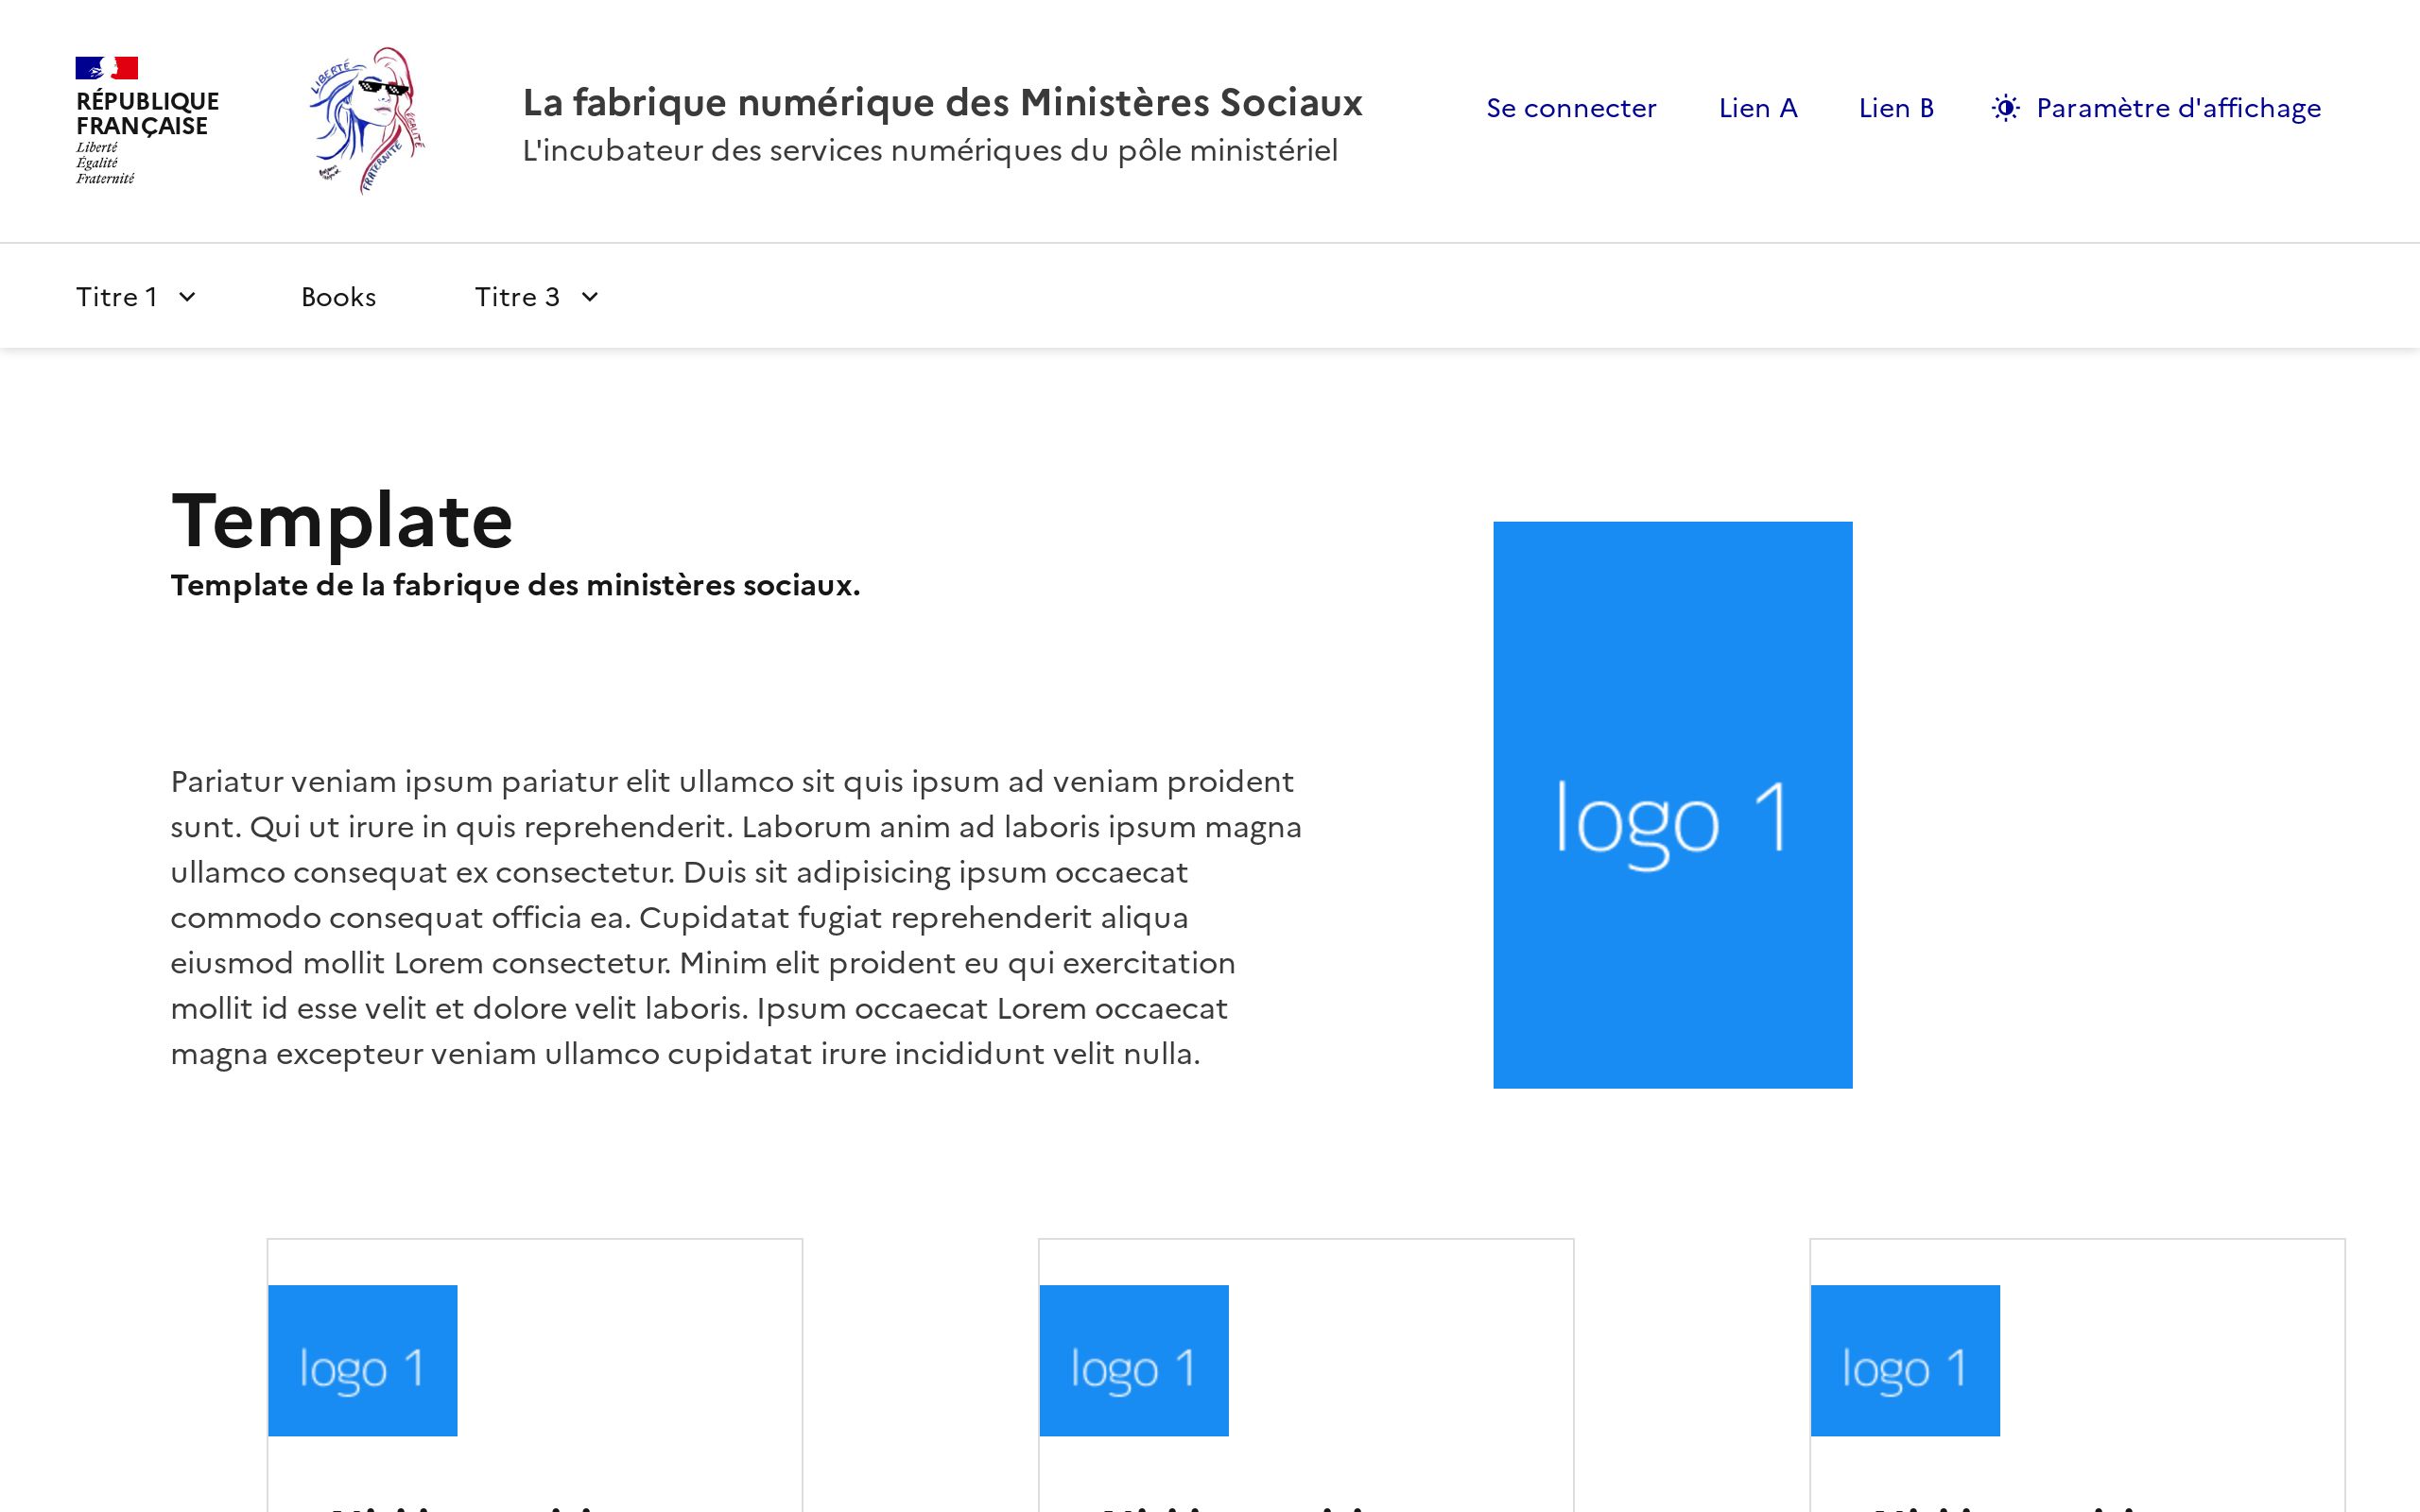 RÉPUBLIQUE
FRANÇAISE
Liberté
Égalité
Fraternité
LIBERTÉ
ÉGALITÉ
FRATERNITÉ
La fabrique numérique des Ministères Sociaux
L'incubateur des services numériques du pôle ministériel
Se connecter
Lien A
Lien B
Paramètre d'affichage
Titre 1
Books
Titre 3
Template
Template de la fabrique des ministères sociaux.
Pariatur veniam ipsum pariatur elit ullamco sit quis ipsum ad veniam proident
sunt. Qui ut irure in quis reprehenderit. Laborum anim ad laboris ipsum magna
ullamco consequat ex consectetur. Duis sit adipisicing ipsum occaecat
commodo consequat officia ea. Cupidatat fugiat reprehenderit aliqua
eiusmod mollit Lorem consectetur. Minim elit proident eu qui exercitation
mollit id esse velit et dolore velit laboris. Ipsum occaecat Lorem occaecat
magna excepteur veniam ullamco cupidatat irure incididunt velit nulla.
logo 1
logo 1
logo 1
logo 1